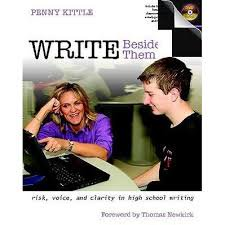 PENNY KITTLE
WRITE Beside
Them
risk, voice, and clarity in high school writing
Foreword by Thomas Newkirk